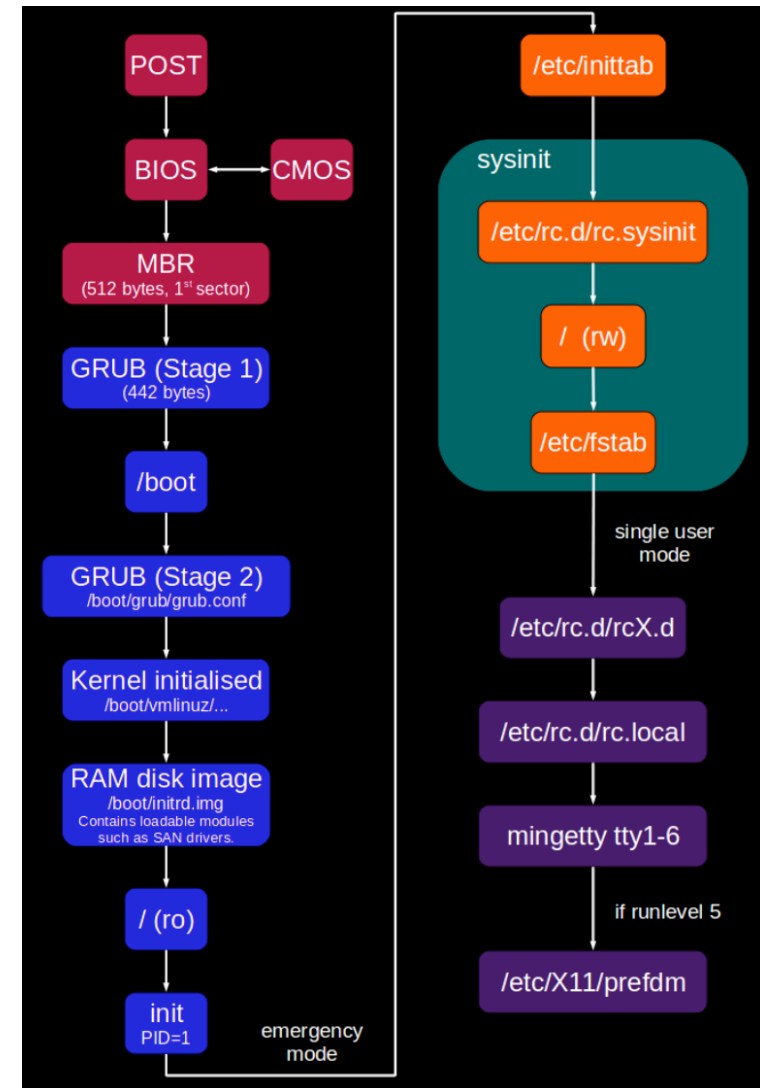 POST
BIOS
CMOS
MBR
(512 bytes, 1st sector)
GRUB (Stage 1)
(442 bytes)
/boot
GRUB (Stage 2)
/boot/grub/grub.conf
Kernel initialised
/boot/vmlinuz/...
RAM disk image
/boot/initrd.img
Contains loadable modules
such as SAN drivers.
/ (ro)
init
PID=1
emergency
mode
/etc/inittab
sysinit
/etc/rc.d/rc.sysinit
/ (rw)
/etc/fstab
single user
mode
/etc/rc.d/rcX.d
/etc/rc.d/rc.local
mingetty tty1-6
if runlevel 5
/etc/X11/prefdm